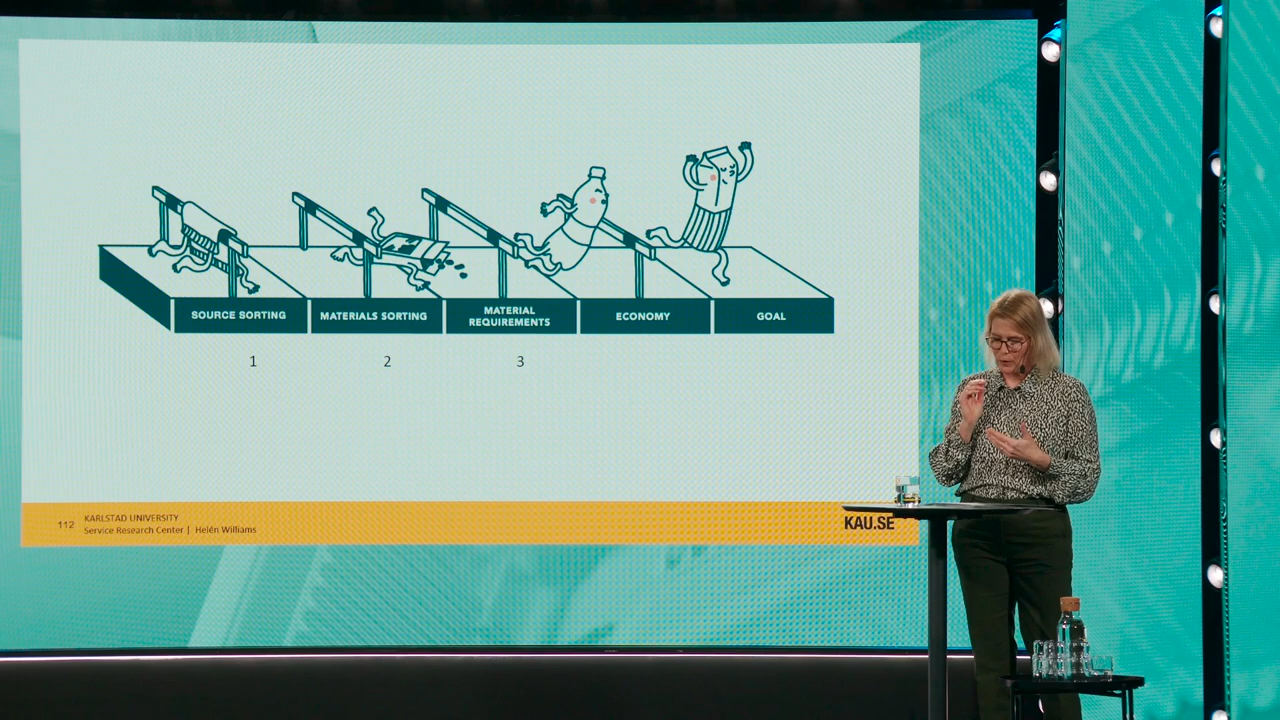 SOURCE SORTING
MATERIALS SORTING
MATERIAL
REQUIREMENTS
ECONOMY
GOAL
1
2
3
112
KARLSTAD UNIVERSITY
Service Research Center | Helén Williams
KAU.SE